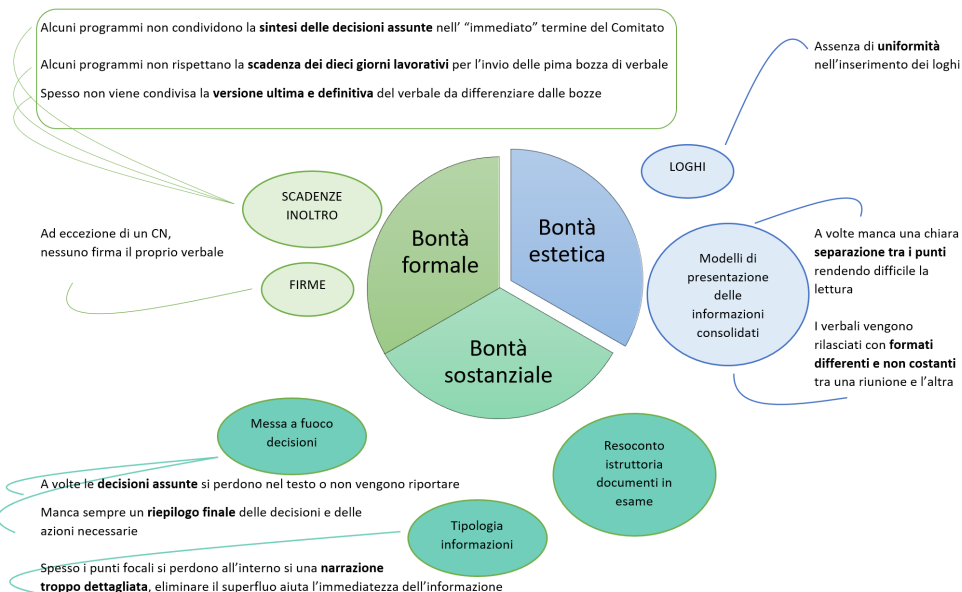 Alcuni programmi non condividono la sintesi delle decisioni assunte nell' “immediato” termine del Comitato
Alcuni programmi non rispettano la scadenza dei dieci giorni lavorativi per l’invio delle pima bozza di verbale
Spesso non viene condivisa la versione ultima e definitiva del verbale da differenziare dalle bozze
Assenza di uniformità
nell’inserimento dei loghi
LOGHI
SCADENZE
INOLTRO
Ad eccezione di un CN,
nessuno firma il proprio verbale
FIRME
Bontà
formale
Bontà
estetica
Bontà
sostanziale
Modelli di
presentazione
delle
informazioni
consolidati
A volte manca una chiara
separazione tra i punti
rendendo difficile la
lettura
I verbali vengono
rilasciati con formati
differenti e non costanti
tra una riunione e l’altra
Messa a fuoco
decisioni
Resoconto
istruttoria
documenti in
esame
A volte le decisioni assunte si perdono nel testo o non vengono riportare
Manca sempre un riepilogo finale delle decisioni e delle
azioni necessarie
Tipologia
informazioni
Spesso i punti focali si perdono all’interno si una narrazione
troppo dettagliata, eliminare il superfluo aiuta l’immediatezza dell’informazione